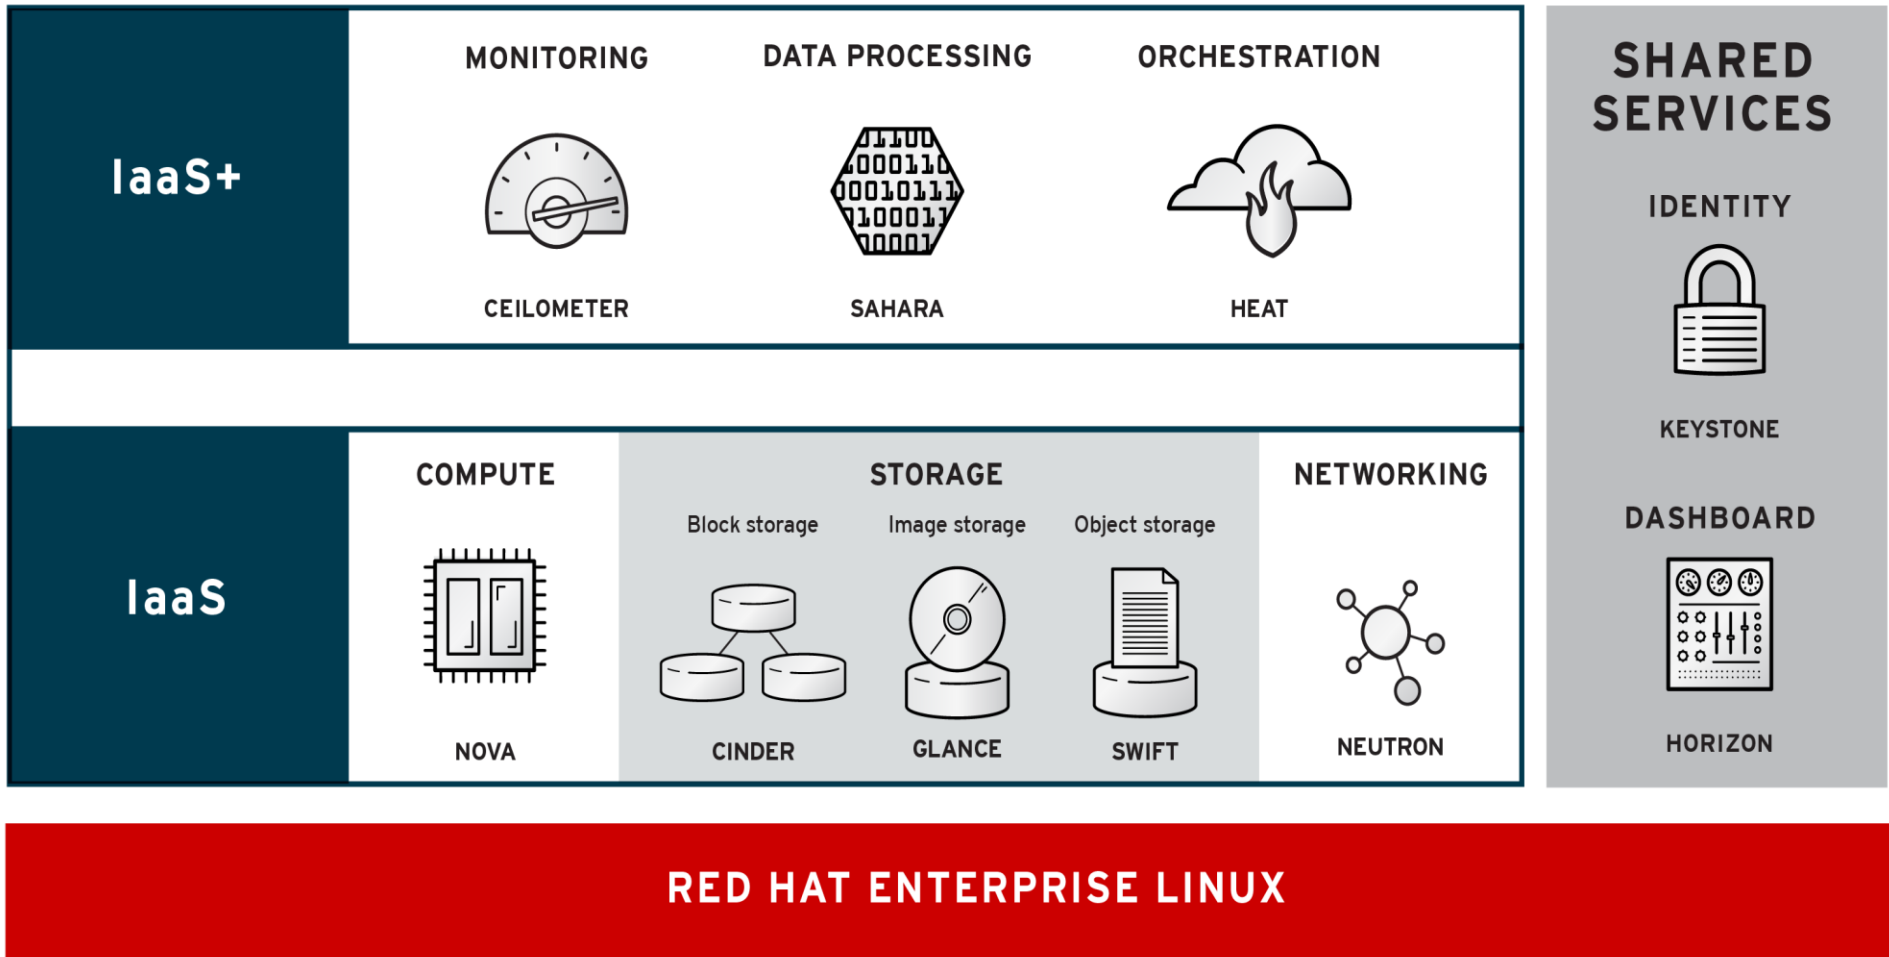 IaaS+
MONITORING
CEILOMETER
DATA PROCESSING
SAHARA
ORCHESTRATION
HEAT
IaaS
COMPUTE
NOVA
STORAGE
Block storage
CINDER
Image storage
GLANCE
Object storage
SWIFT
NETWORKING
NEUTRON
SHARED
SERVICES
IDENTITY
KEYSTONE
DASHBOARD
HORIZON
RED HAT ENTERPRISE LINUX